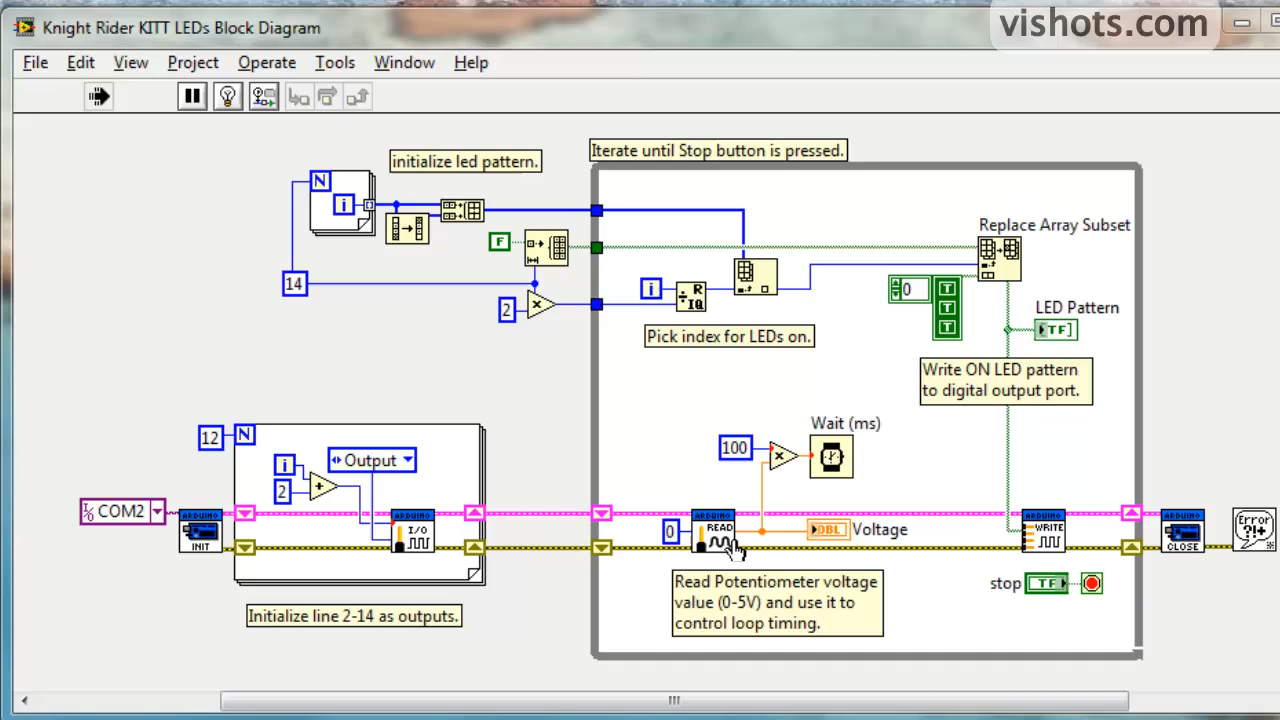 vishots.com
Knight Rider KITT LEDs Block Diagram
File Edit View Project Operate Tools Window Help
initialize led pattern.
Iterate until Stop button is pressed.
N
i
14
F
2
x
i
R
IQ
Pick index for LEDs on.
Replace Array Subset
0
T
T
T
LED Pattern
TF
Write ON LED pattern
to digital output port.
12
N
i
2
+
Output
I/O COM2
ARDUINO
INIT
ARDUINO
I/O
Initialize line 2-14 as outputs.
Wait (ms)
100
x
0
ARDUINO
READ
DBL
Voltage
Read Potentiometer voltage
value (0-5V) and use it to
control loop timing.
ARDUINO
WRITE
stop
TF
ARDUINO
CLOSE
Error
?!+